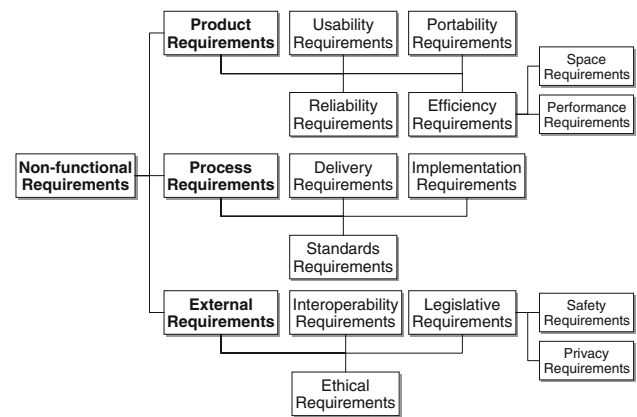 Product
Requirements
Usability
Requirements
Portability
Requirements
Space
Requirements
Reliability
Requirements
Efficiency
Requirements
Performance
Requirements
Non-functional
Requirements
Process
Requirements
Delivery
Requirements
Implementation
Requirements
Standards
Requirements
External
Requirements
Interoperability
Requirements
Legislative
Requirements
Safety
Requirements
Privacy
Requirements
Ethical
Requirements